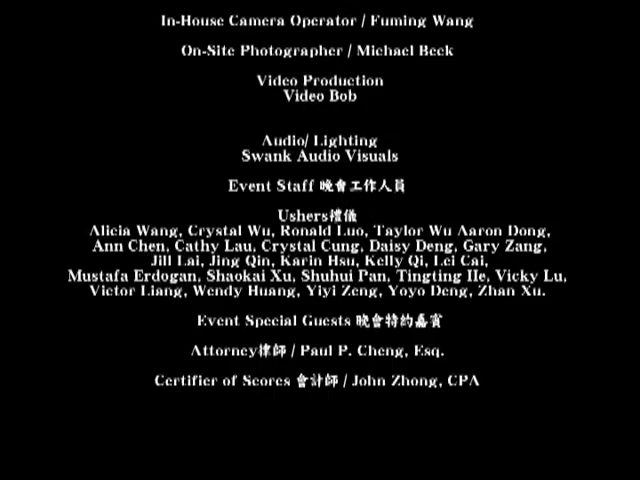 In-House Camera Operator / Fuming Wang
On-Site Photographer / Michael Beck
Video Production
Video Bob
Audio/ Lighting
Swank Audio Visuals
Event Staff 晚會工作人員
Ushers禮儀
Alicia Wang, Crystal Wu, Ronald Luo, Taylor Wu Aaron Dong,
Ann Chen, Cathy Lau, Crystal Cung, Daisy Deng, Gary Zang,
Jill Lai, Jing Qin, Karin Hsu, Kelly Qi, Lei Cai,
Mustafa Erdogan, Shaokai Xu, Shuhui Pan, Tingting He, Vicky Lu,
Victor Liang, Wendy Huang, Yiyi Zeng, Yoyo Deng, Zhan Xu.
Event Special Guests 晚會特約嘉賓
Attorney律師 / Paul P. Cheng, Esq.
Certifier of Scores 會計師 / John Zhong, CPA